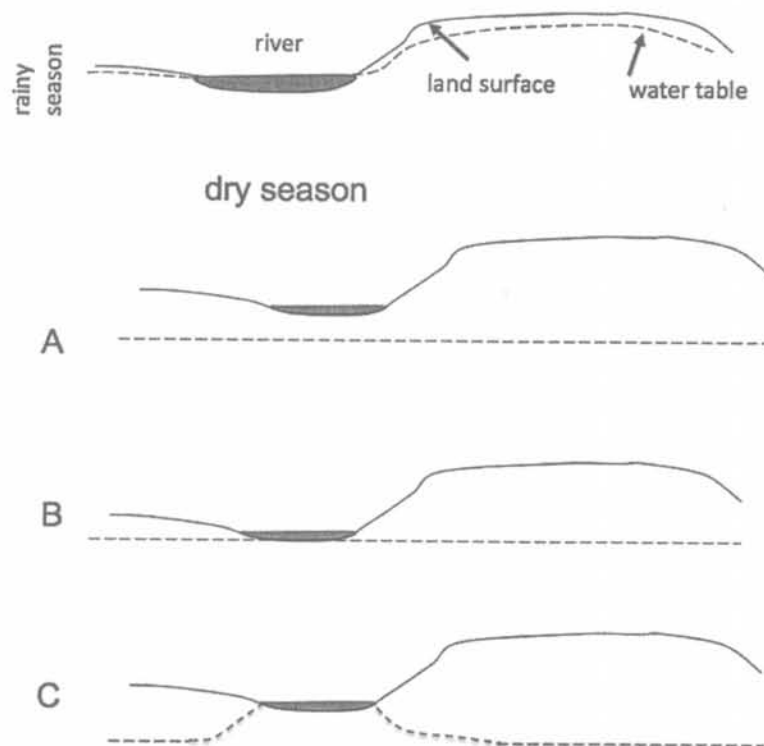 rainy
season
river
land surface
water table
dry season
A
B
C